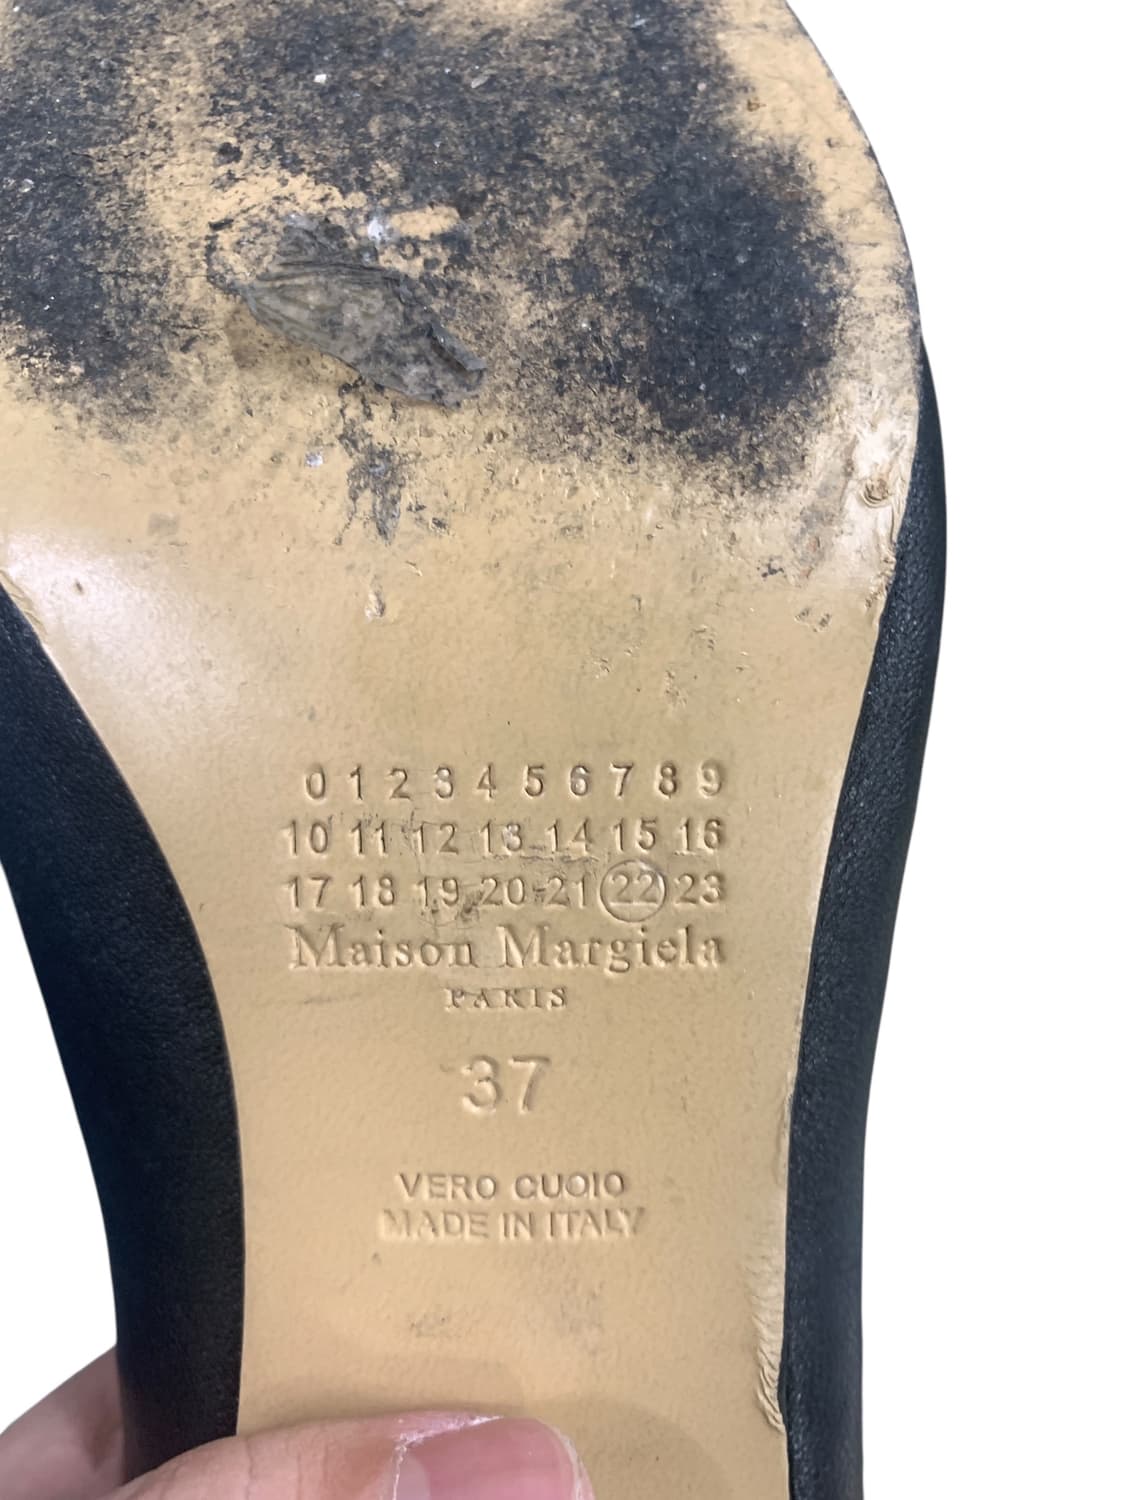 0 1 2 3 4 5 6 7 8 9
10 11 12 13 14 15 16
17 18 19 20 21 22 23
Maison Margiela
PARIS
37
VERO CUOIO
MADE IN ITALY